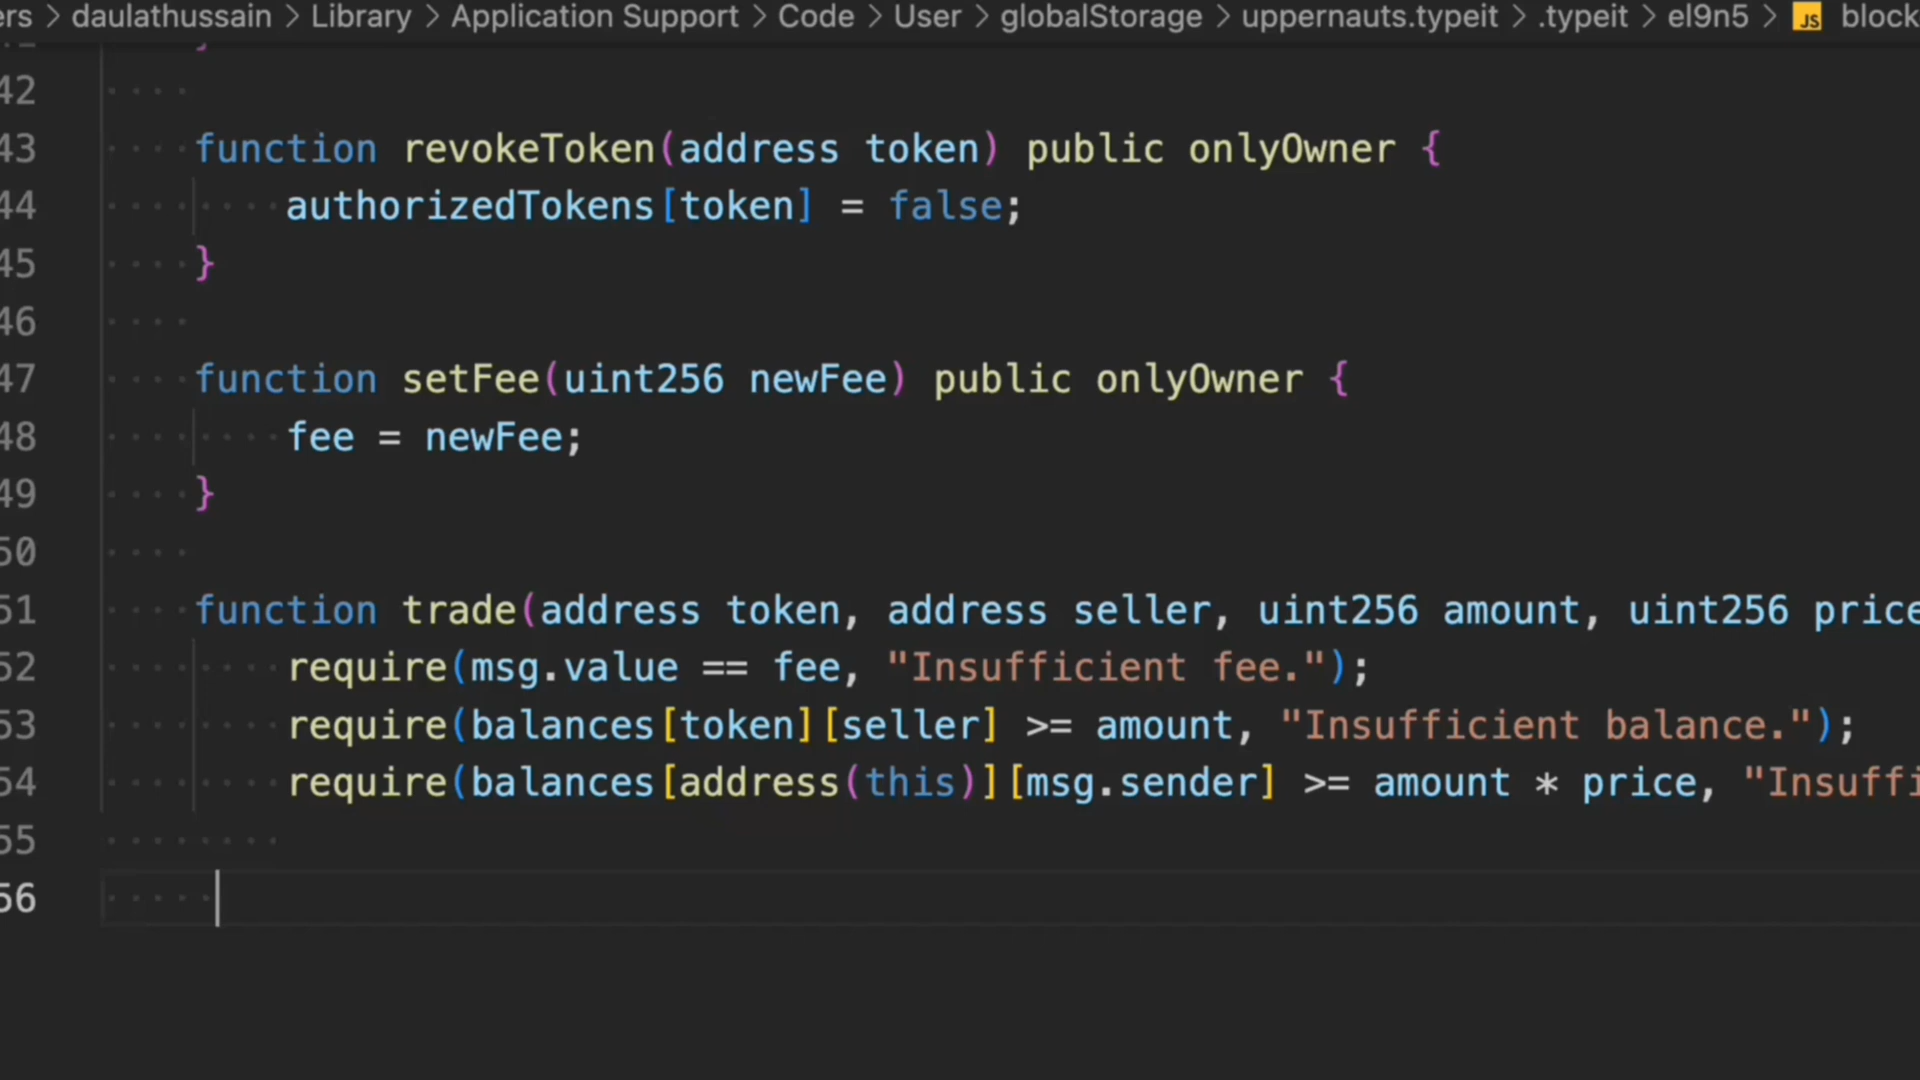 ers > daulathussain > Library > Application Support > Code > User > globalStorage > uppernauts.typeit > .typeit > el9n5 > JS block
42
43 function revokeToken(address token) public onlyOwner {
44 authorizedTokens[token] = false;
45 }
46
47 function setFee(uint256 newFee) public onlyOwner {
48 fee = newFee;
49 }
50
51 function trade(address token, address seller, uint256 amount, uint256 price
52 require(msg.value == fee, "Insufficient fee.");
53 require(balances[token][seller] >= amount, "Insufficient balance.");
54 require(balances[address(this)][msg.sender] >= amount * price, "Insuffi
55
56